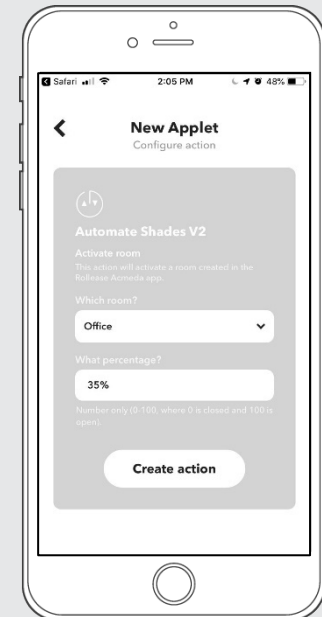 Safari 2:05 PM 48%
New Applet
Configure action
Automate Shades V2
Activate room
This action will activate a room created in the
Rollease Acmeda app.
Which room?
Office
What percentage?
35%
Number only (0-100, where 0 is closed and 100 is
open).
Create action